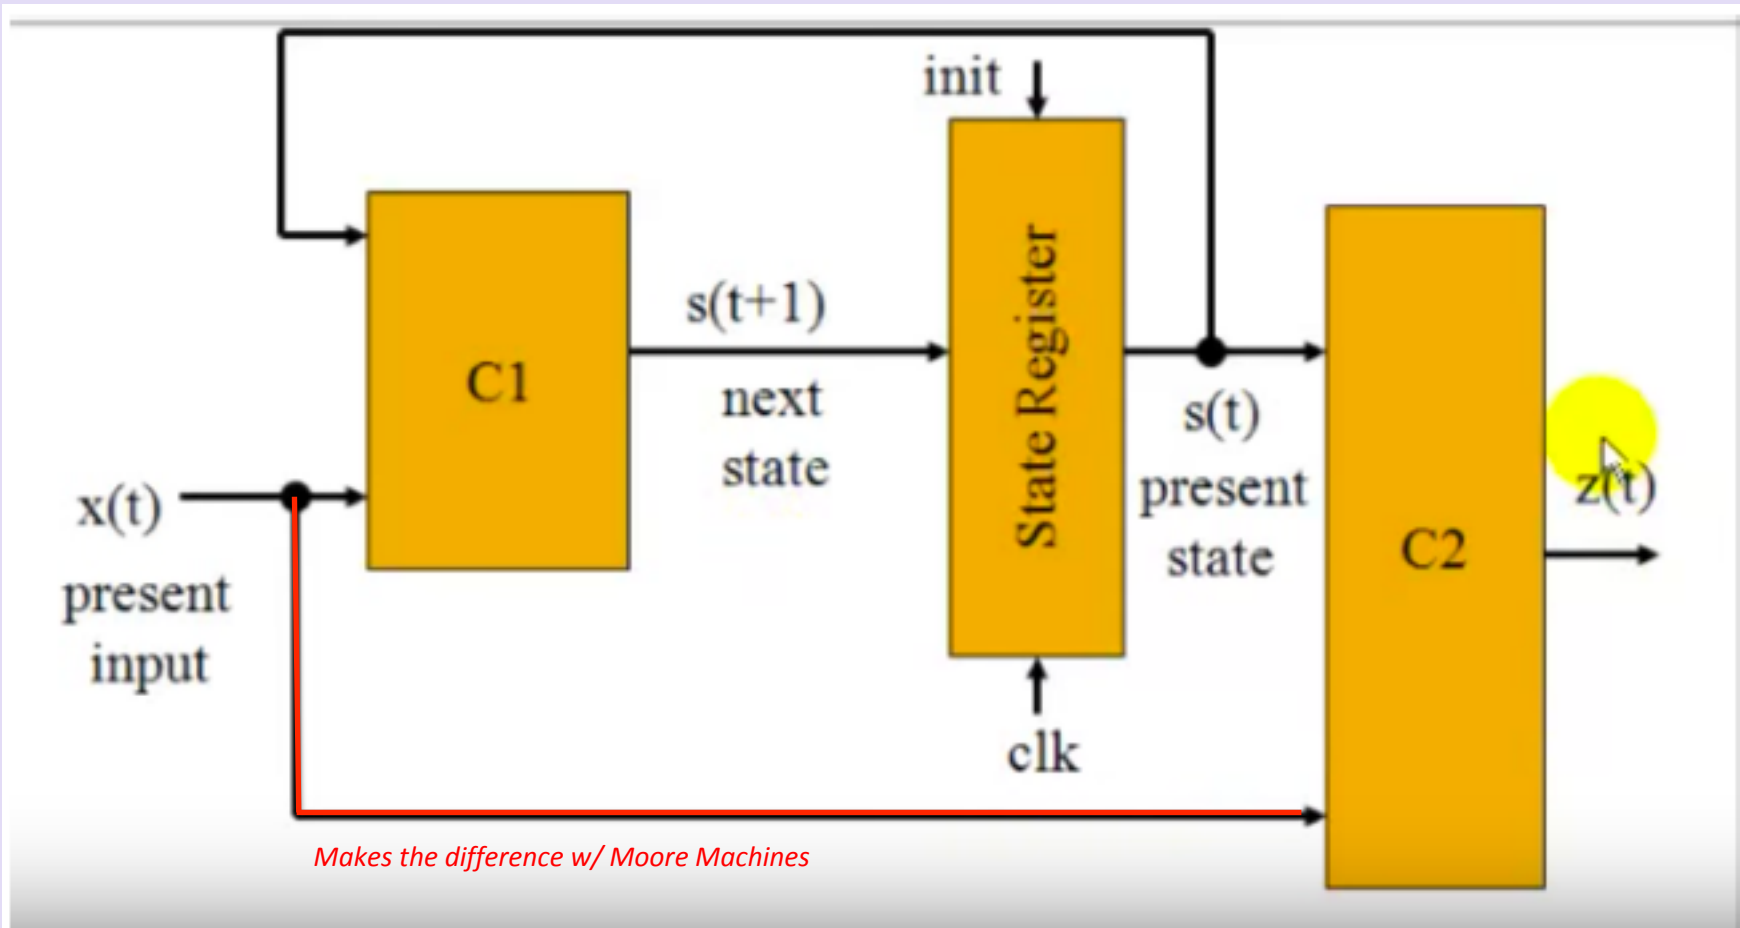 init
C1
s(t+1)
next
state
State Register
s(t)
present
state
clk
x(t)
present
input
C2
z(t)
Makes the difference w/ Moore Machines